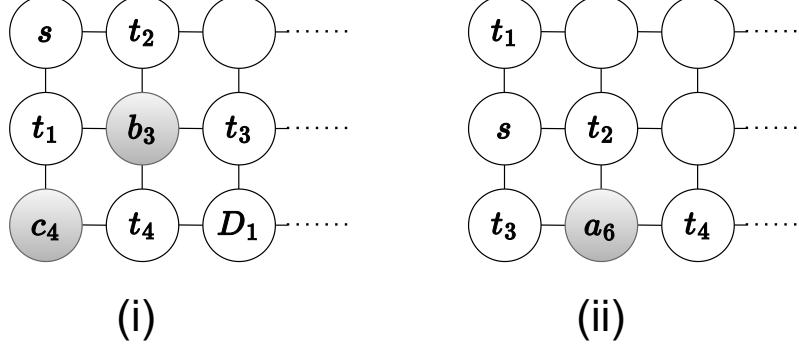 s t₂ t₁
t₁ b₃ t₃ s t₂
c₄ t₄ D₁ t₃ a₆ t₄
(i) (ii)